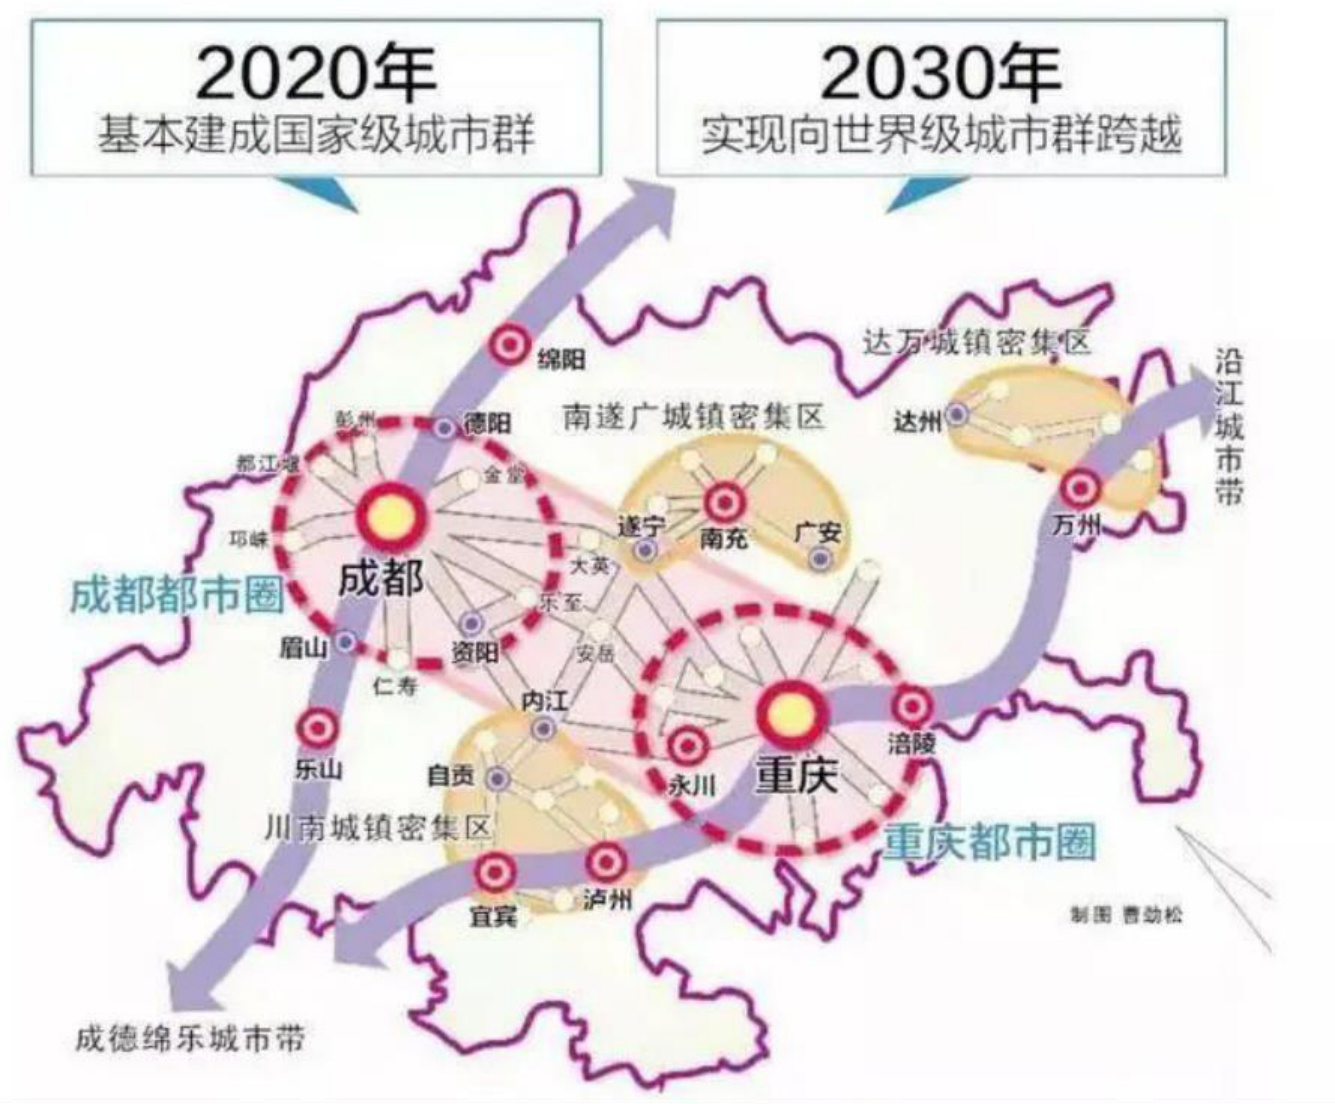 2020年
基本建成国家级城市群
2030年
实现向世界级城市群跨越
绵阳
达万城镇密集区
沿江城市带
彭州
德阳
南遂广城镇密集区
达州
都江堰
金堂
万州
邛崃
遂宁
南充
广安
大英
成都
成都都市圈
乐至
眉山
资阳
安岳
仁寿
内江
乐山
自贡
永川
重庆
涪陵
川南城镇密集区
重庆都市圈
宜宾
泸州
制图 曹劲松
成德绵乐城市带